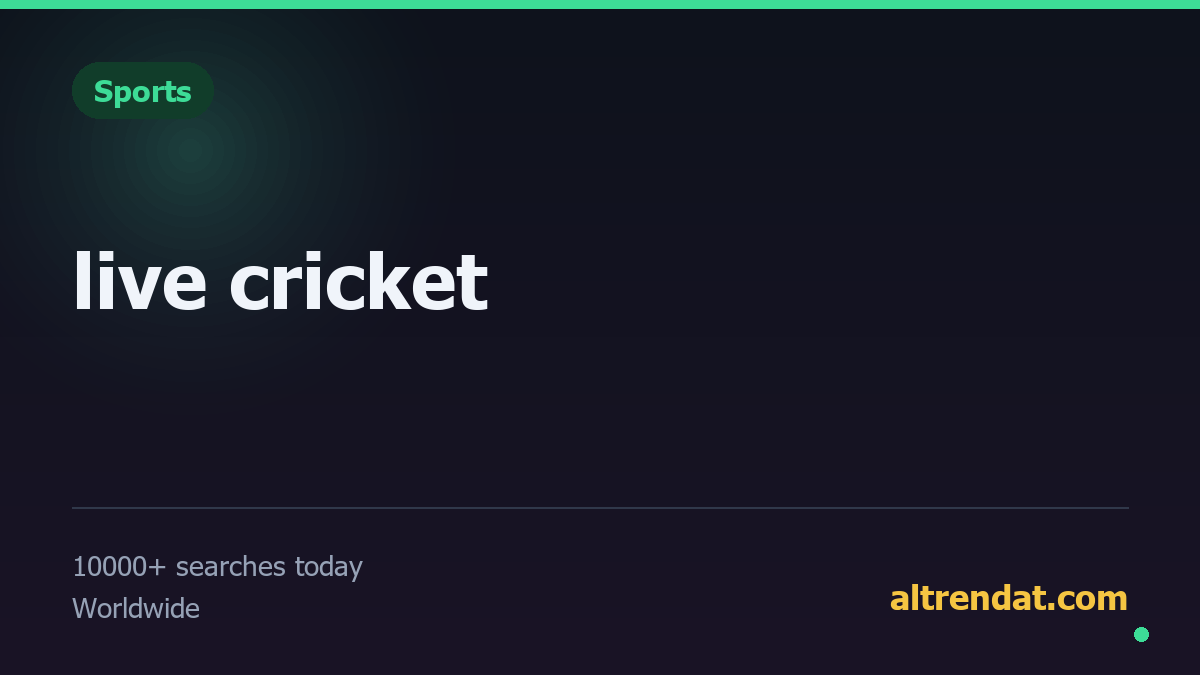 Sports
live cricket
10000+ searches today
Worldwide
altrendat.com